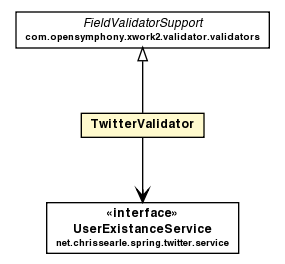 FieldValidatorSupport
com.opensymphony.xwork2.validator.validators
TwitterValidator
«interface»
UserExistanceService
net.chrissearle.spring.twitter.service